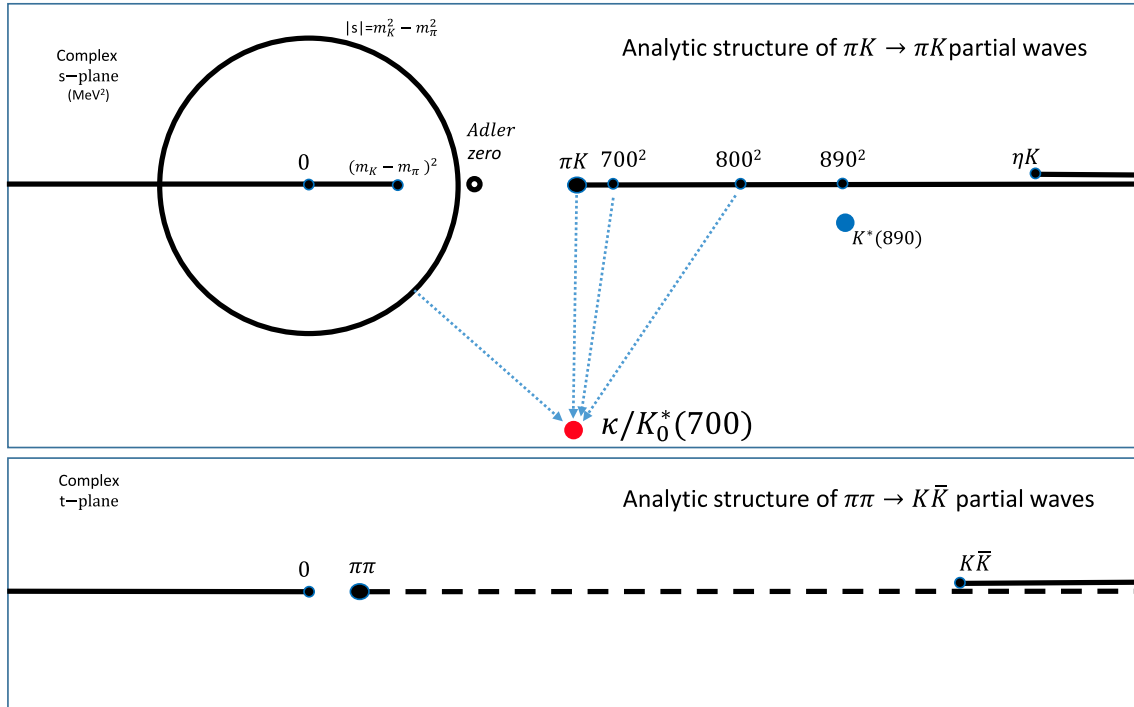 |s|=m_K^2 − m_π^2
Complex
s−plane
(MeV²)
Analytic structure of πK → πK partial waves
Adler
zero
0
(m_K − m_π)²
πK
700²
800²
890²
ηK
K*(890)
κ/K_0^*(700)
Complex
t−plane
Analytic structure of ππ → KK̅ partial waves
0
ππ
KK̅